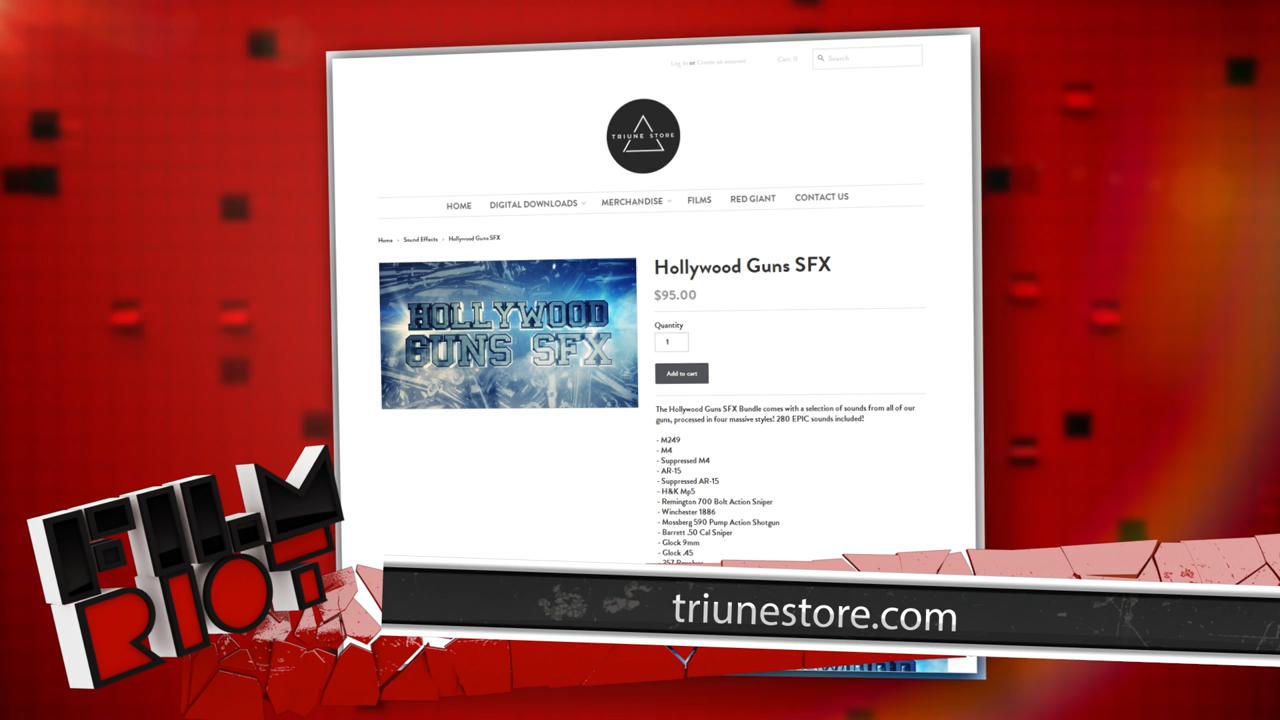 Log in or Create an account
Cart: 0
Search
TRIUNE STORE
HOME
DIGITAL DOWNLOADS
MERCHANDISE
FILMS
RED GIANT
CONTACT US
Home › Sound Effects › Hollywood Guns SFX
HOLLYWOOD
GUNS SFX
Hollywood Guns SFX
$95.00
Quantity
1
Add to cart
The Hollywood Guns SFX Bundle comes with a selection of sounds from all of our
guns, processed in four massive styles! 280 EPIC sounds included!
- M249
- M4
- Suppressed M4
- AR-15
- Suppressed AR-15
- H&K Mp5
- Remington 700 Bolt Action Sniper
- Winchester 1886
- Mossberg 590 Pump Action Shotgun
- Barrett .50 Cal Sniper
- Glock 9mm
- Glock .45
FILM
RIOT
triunestore.com